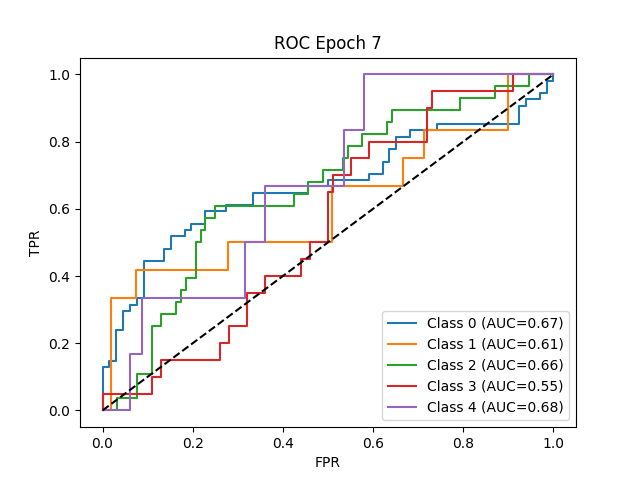 ROC Epoch 7
TPR
1.0
0.8
0.6
0.4
0.2
0.0
Class 0 (AUC=0.67)
Class 1 (AUC=0.61)
Class 2 (AUC=0.66)
Class 3 (AUC=0.55)
Class 4 (AUC=0.68)
0.0 0.2 0.4 0.6 0.8 1.0
FPR